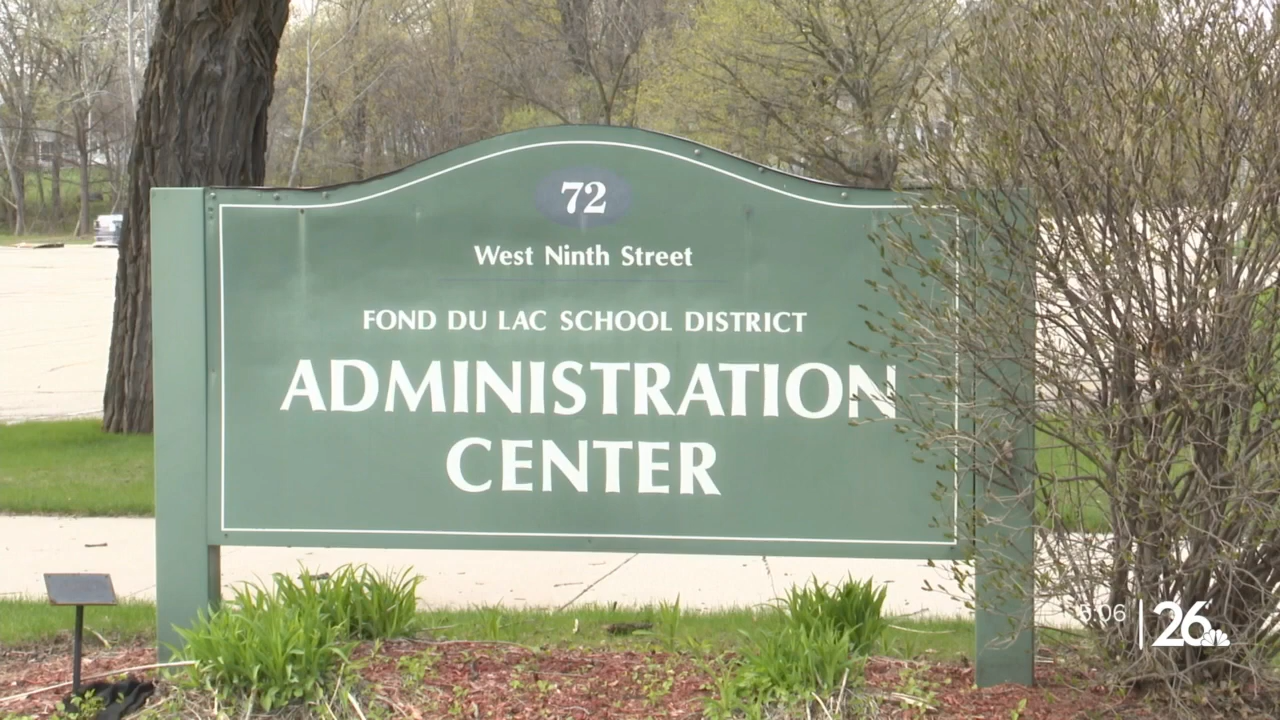 72
West Ninth Street
FOND DU LAC SCHOOL DISTRICT
ADMINISTRATION
CENTER
5:06
26